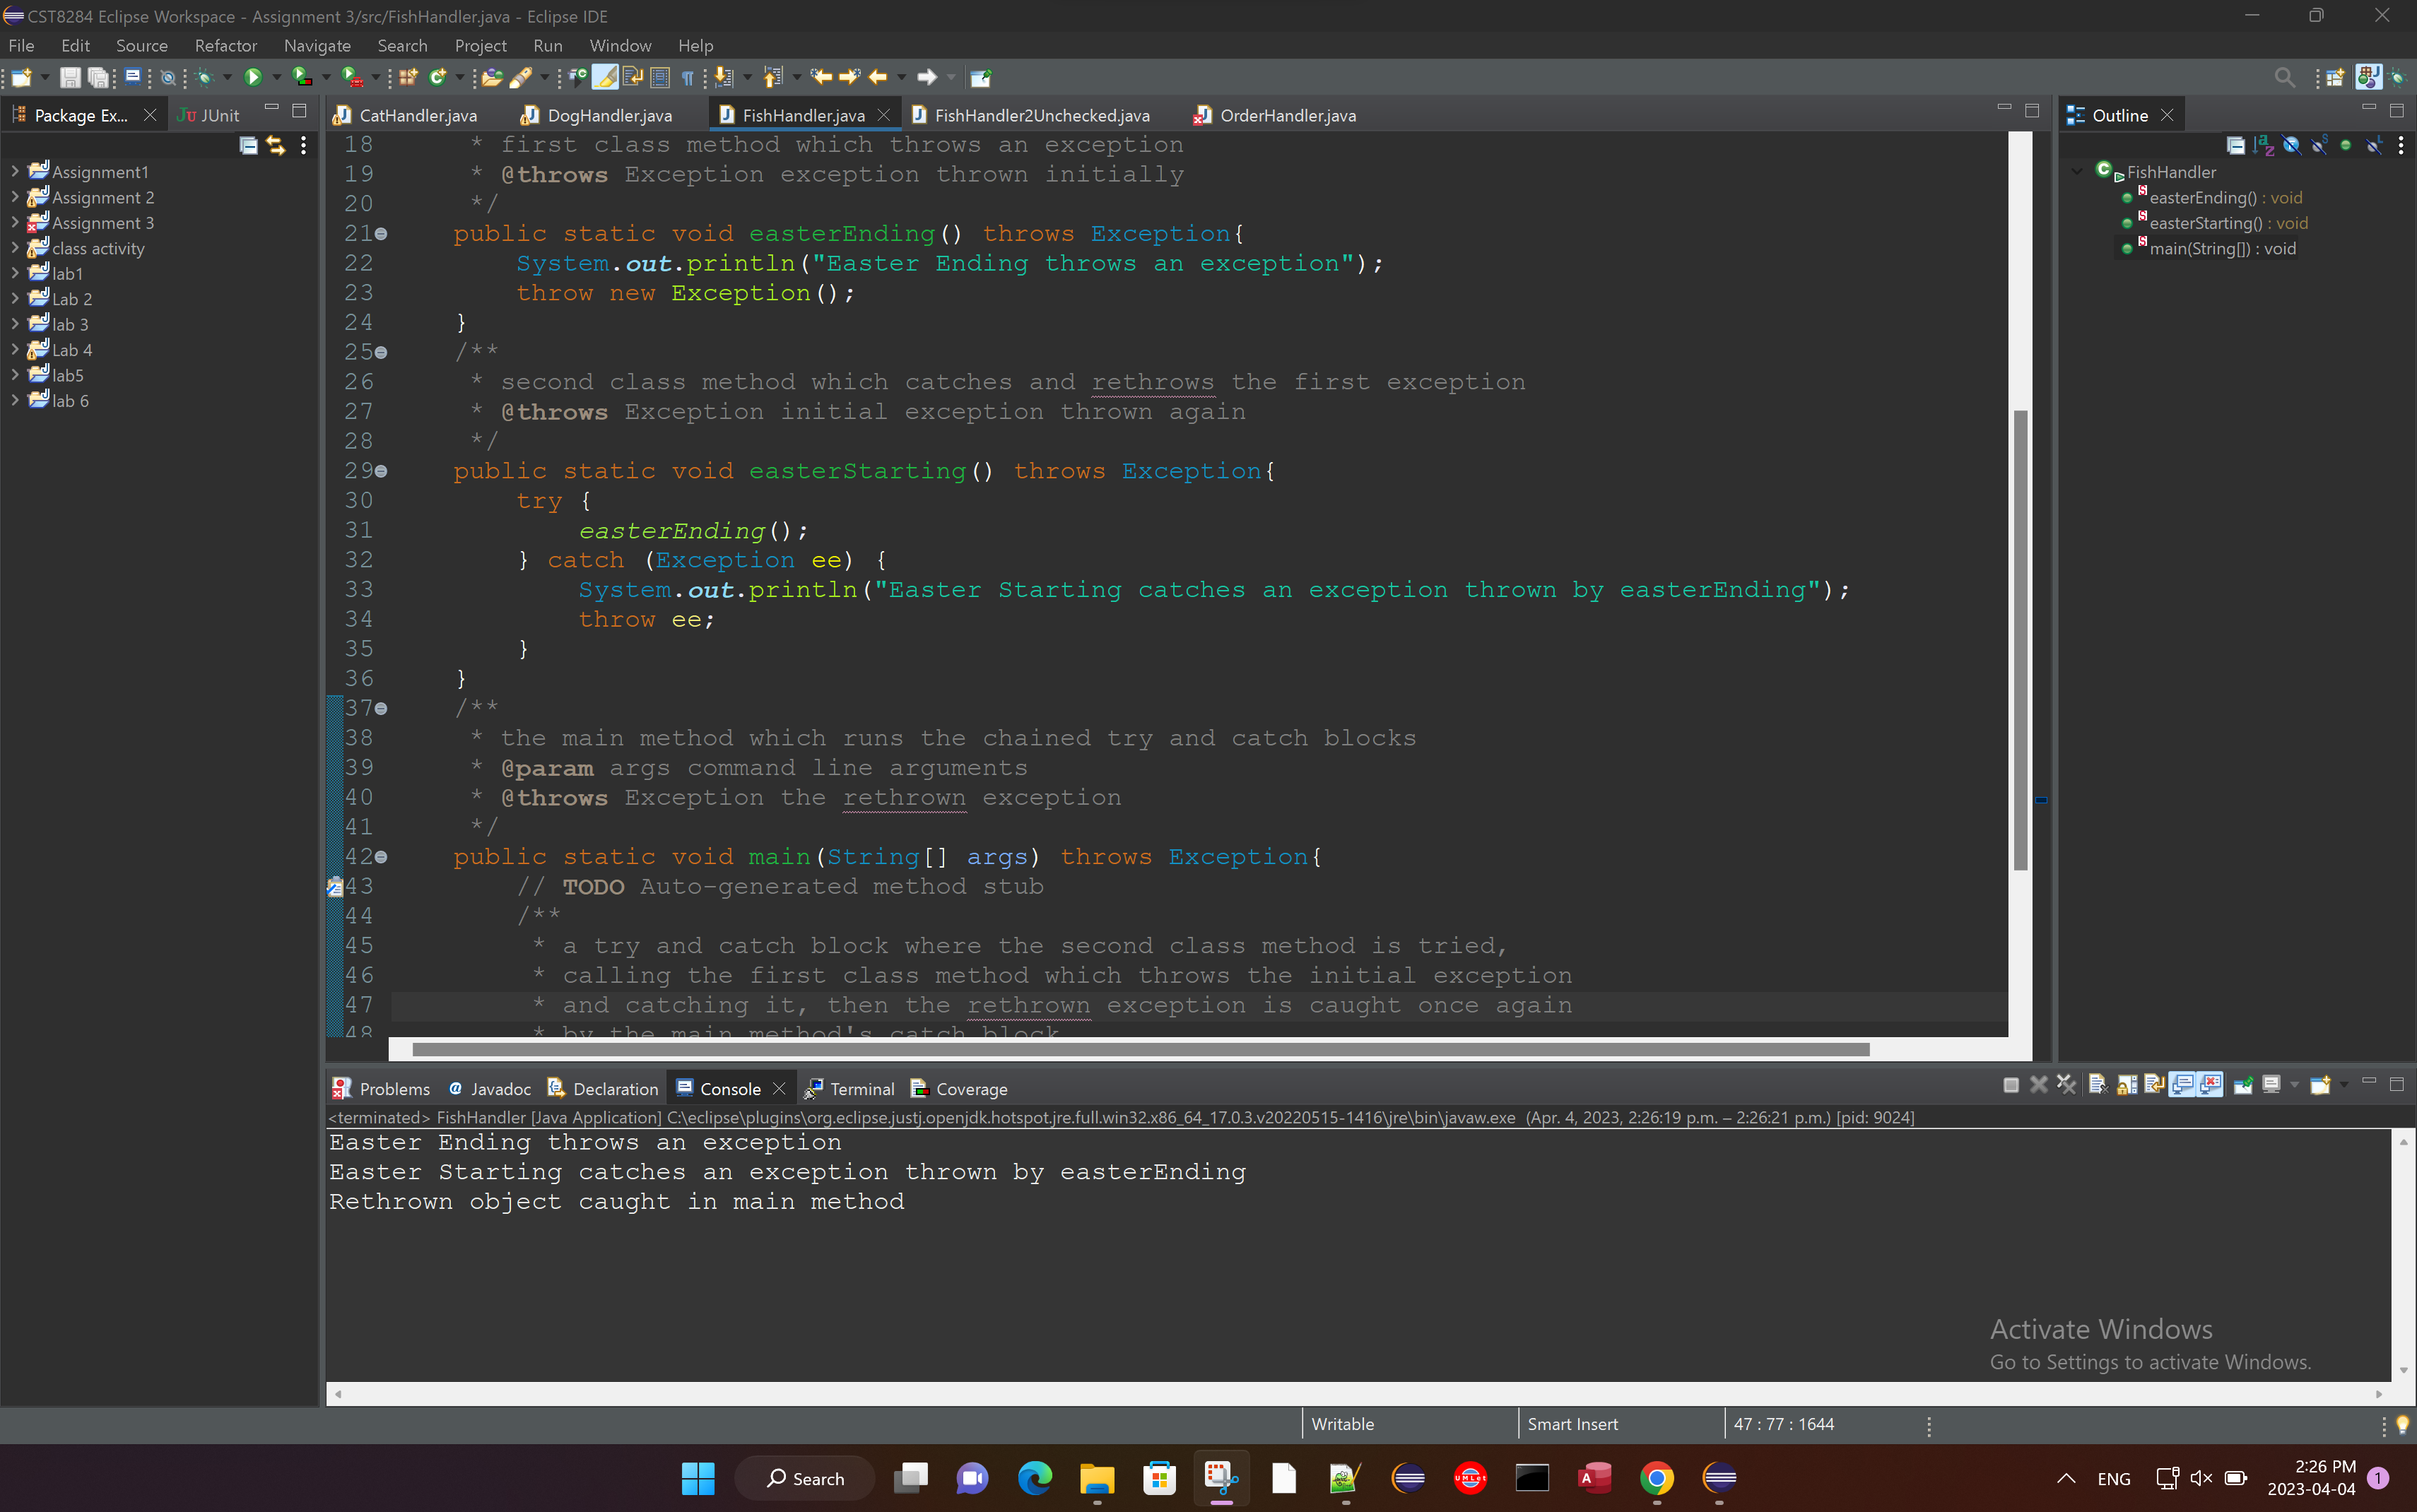 CST8284 Eclipse Workspace - Assignment 3/src/FishHandler.java - Eclipse IDE
File Edit Source Refactor Navigate Search Project Run Window Help
Package Ex... JUnit
CatHandler.java DogHandler.java FishHandler.java FishHandler2Unchecked.java OrderHandler.java
Outline
Assignment1
Assignment 2
Assignment 3
class activity
lab1
Lab 2
lab 3
Lab 4
lab5
lab 6
18 * first class method which throws an exception
19 * @throws Exception exception thrown initially
20 */
21 public static void easterEnding() throws Exception{
22 System.out.println("Easter Ending throws an exception");
23 throw new Exception();
24 }
25 /**
26 * second class method which catches and rethrows the first exception
27 * @throws Exception initial exception thrown again
28 */
29 public static void easterStarting() throws Exception{
30 try {
31 easterEnding();
32 } catch (Exception ee) {
33 System.out.println("Easter Starting catches an exception thrown by easterEnding");
34 throw ee;
35 }
36 }
37 /**
38 * the main method which runs the chained try and catch blocks
39 * @param args command line arguments
40 * @throws Exception the rethrown exception
41 */
42 public static void main(String[] args) throws Exception{
43 // TODO Auto-generated method stub
44 /**
45 * a try and catch block where the second class method is tried,
46 * calling the first class method which throws the initial exception
47 * and catching it, then the rethrown exception is caught once again
48 * by the main method's catch block
FishHandler
easterEnding() : void
easterStarting() : void
main(String[]) : void
Problems Javadoc Declaration Console Terminal Coverage
<terminated> FishHandler [Java Application] C:\eclipse\plugins\org.eclipse.justj.openjdk.hotspot.jre.full.win32.x86_64_17.0.3.v20220515-1416\jre\bin\javaw.exe (Apr. 4, 2023, 2:26:19 p.m. – 2:26:21 p.m.) [pid: 9024]
Easter Ending throws an exception
Easter Starting catches an exception thrown by easterEnding
Rethrown object caught in main method
Activate Windows
Go to Settings to activate Windows.
Writable Smart Insert 47 : 77 : 1644
Search
ENG
2:26 PM
2023-04-04
1